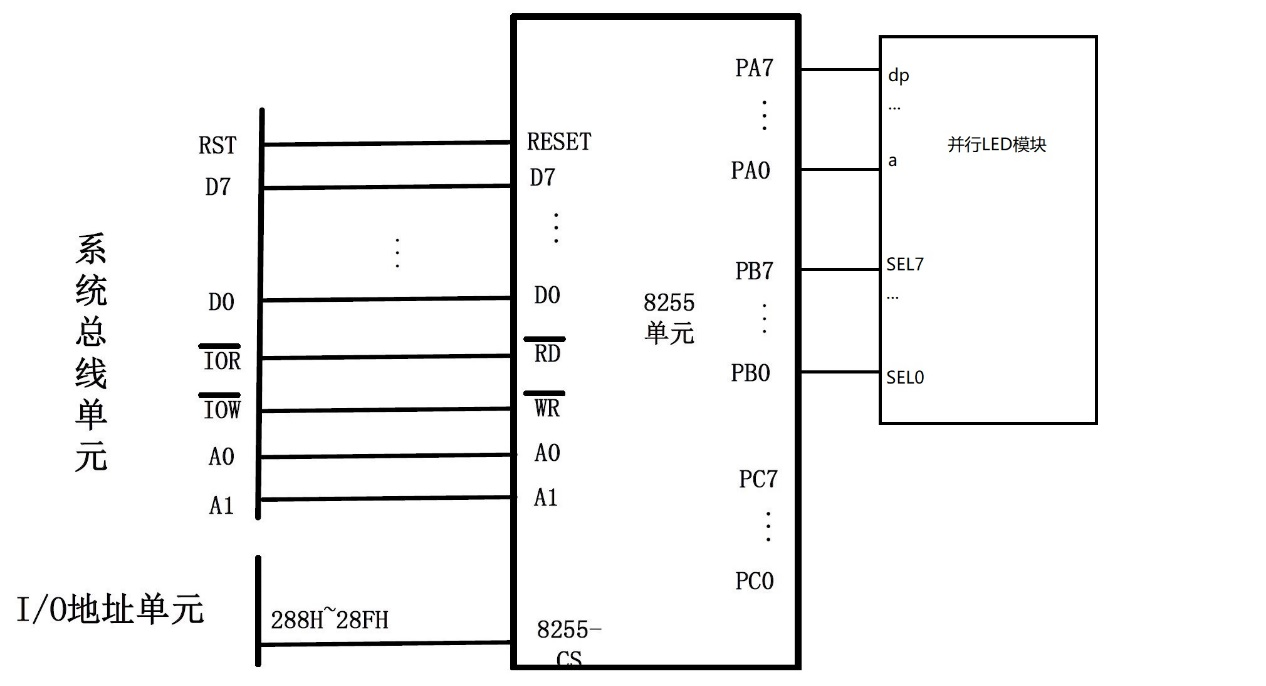 系统总线单元
RST
D7
⋮
D0
IOR
IOW
A0
A1
I/O地址单元
288H~28FH
RESET
D7
⋮
D0
RD
WR
A0
A1
8255-
CS
8255
单元
PA7
⋮
PA0
PB7
⋮
PB0
PC7
⋮
PC0
dp
...
a
并行LED模块
SEL7
...
SEL0